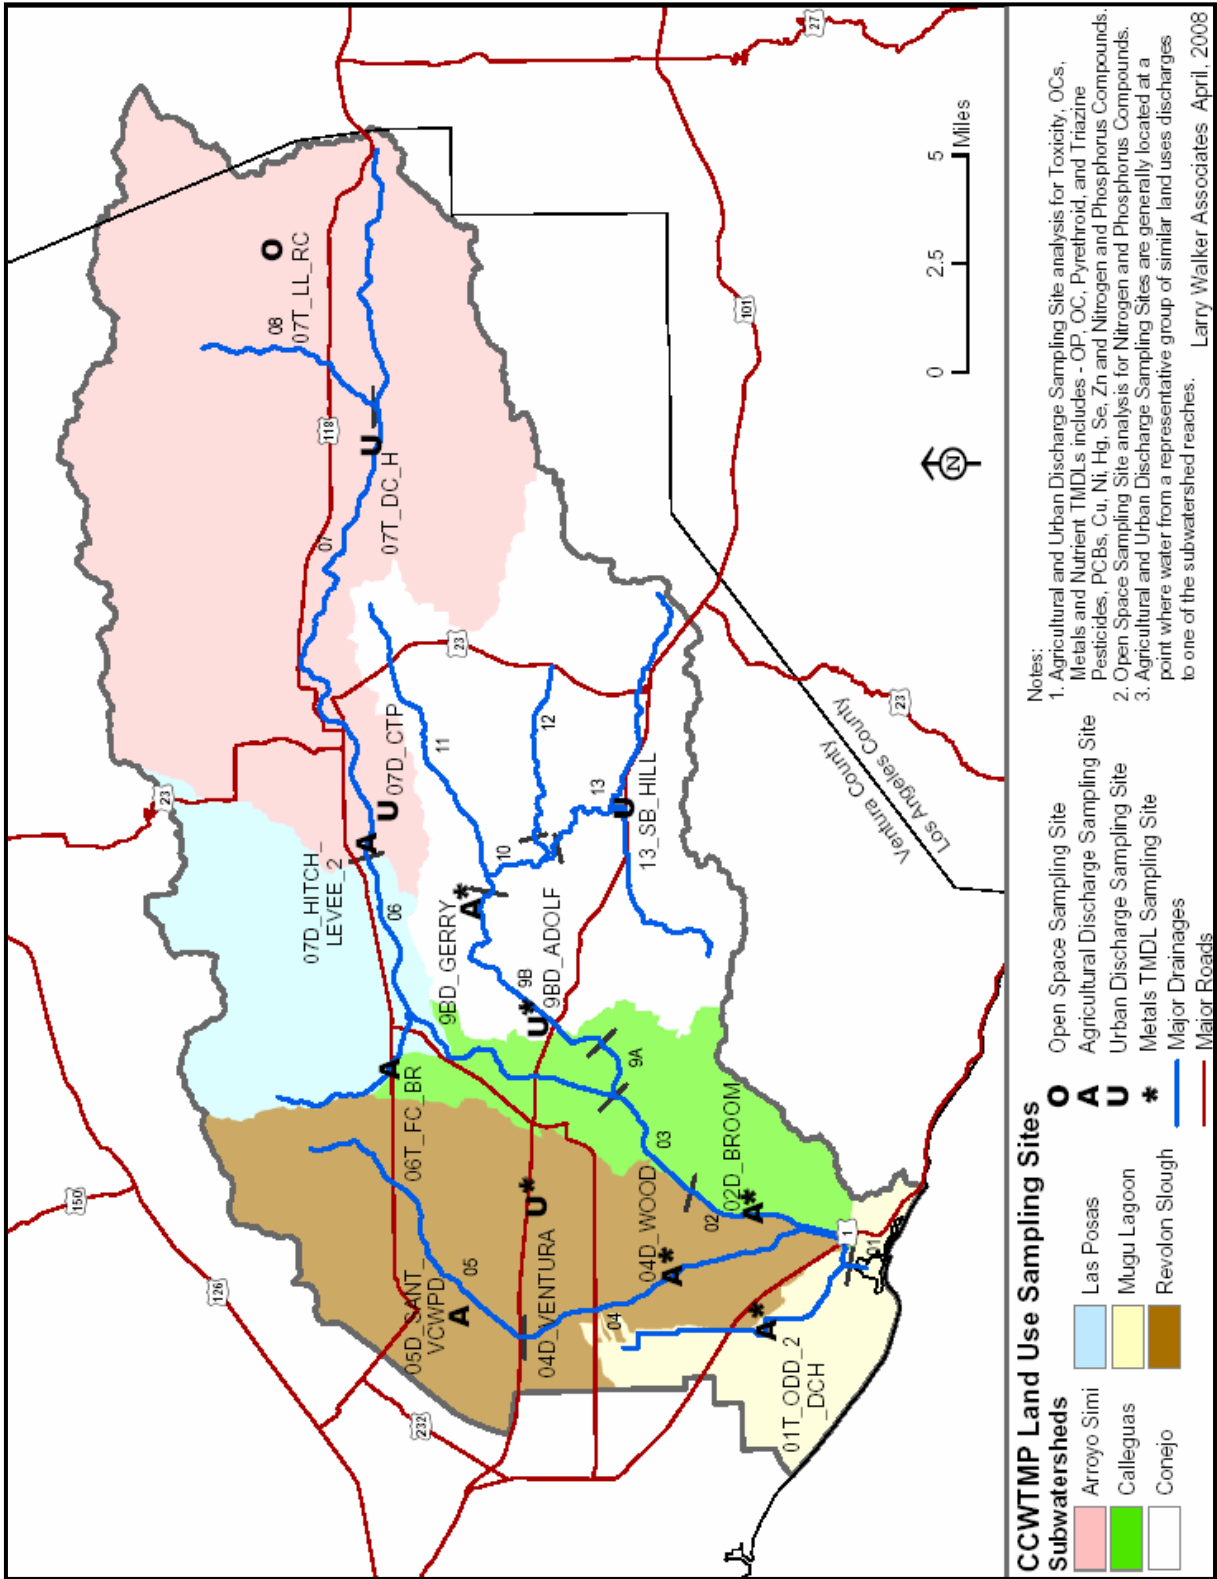 27
118
101
23
23
23
150
126
232
1
O
07T_LL_RC
08
U
07T_DC_H
07
07D_CTP
U
A
07D_HITCH_
LEVEE_2
06
11
12
13
10
U
13_SB_HILL
A*
9BD_GERRY
9B
U*
9BD_ADOLF
9A
A
06T_FC_BR
03
02D_BROOM
A*
02
U*
04D_VENTURA
04D_WOOD
A*
05
05D_SANT_
VCWPD
A
04
A*
01T_ODD_2
_DCH
01
Ventura County
Los Angeles County
N
0 2.5 5
Miles
CCWTMP Land Use Sampling Sites
Subwatersheds
Arroyo Simi
Calleguas
Conejo
Las Posas
Mugu Lagoon
Revolon Slough
O Open Space Sampling Site
A Agricultural Discharge Sampling Site
U Urban Discharge Sampling Site
* Metals TMDL Sampling Site
Major Drainages
Major Roads
Notes:
1. Agricultural and Urban Discharge Sampling Site analysis for Toxicity, OCs,
Metals and Nutrient TMDLs includes - OP, OC, Pyrethroid, and Triazine
Pesticides, PCBs, Cu, Ni, Hg, Se, Zn and Nitrogen and Phosphorus Compounds.
2. Open Space Sampling Site analysis for Nitrogen and Phosphorus Compounds.
3. Agricultural and Urban Discharge Sampling Sites are generally located at a
point where water from a representative group of similar land uses discharges
to one of the subwatershed reaches.
Larry Walker Associates April, 2008